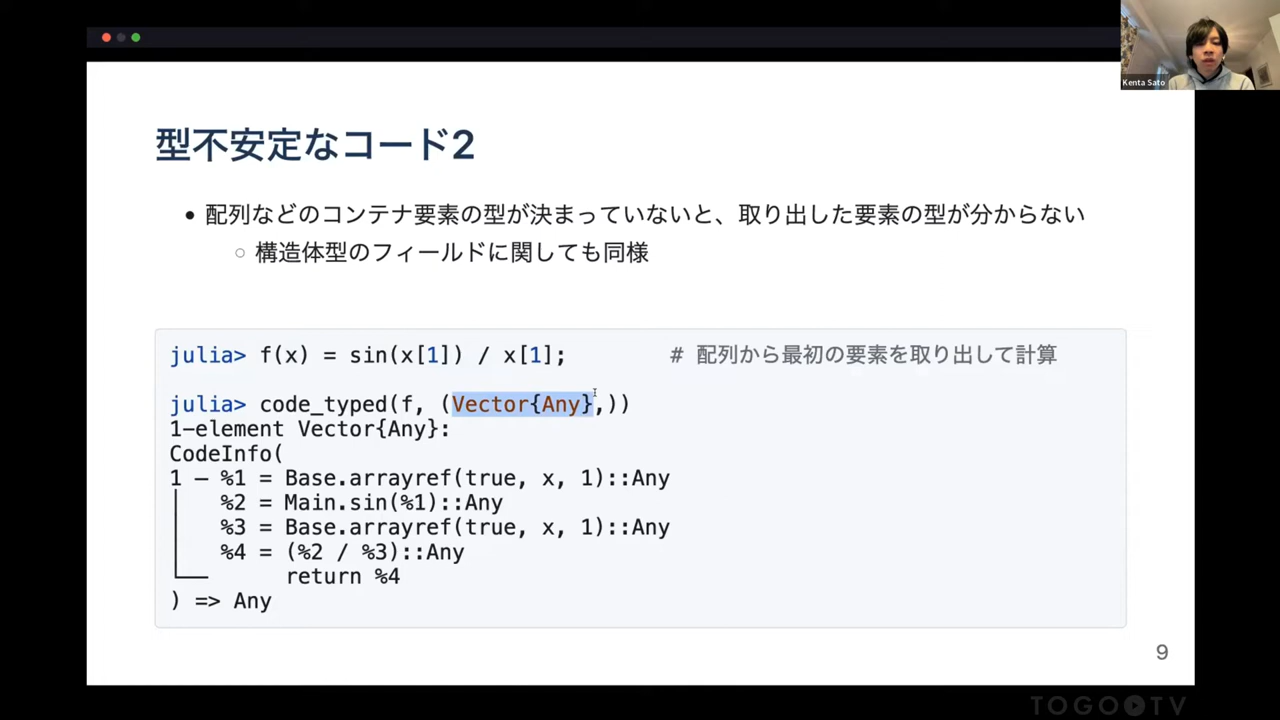 Kenta Sato
型不安定なコード2
• 配列などのコンテナ要素の型が決まっていないと、取り出した要素の型が分からない
○ 構造体型のフィールドに関しても同様
julia> f(x) = sin(x[1]) / x[1];        # 配列から最初の要素を取り出して計算
julia> code_typed(f, (Vector{Any},))
1-element Vector{Any}:
CodeInfo(
1 ─ %1 = Base.arrayref(true, x, 1)::Any
│   %2 = Main.sin(%1)::Any
│   %3 = Base.arrayref(true, x, 1)::Any
│   %4 = (%2 / %3)::Any
└──      return %4
) => Any
9
TOGO TV